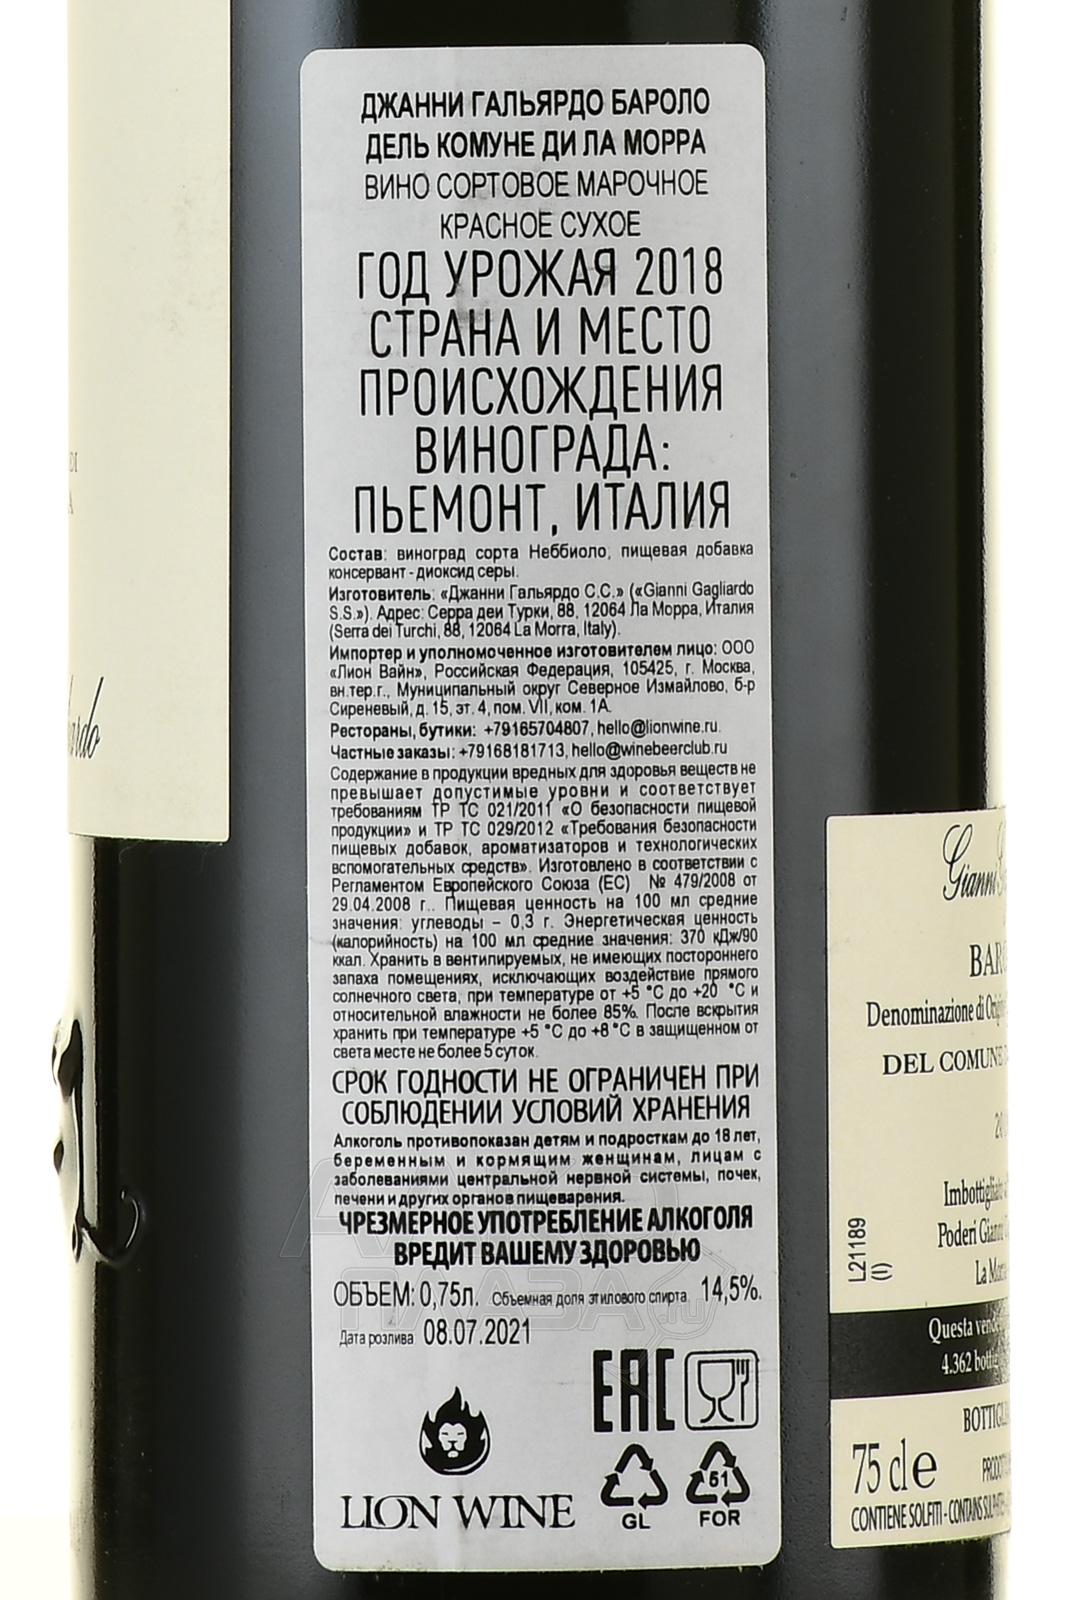 ДЖАННИ ГАЛЬЯРДО БАРОЛО
ДЕЛЬ КОМУНЕ ДИ ЛА МОРРА
ВИНО СОРТОВОЕ МАРОЧНОЕ
КРАСНОЕ СУХОЕ
ГОД УРОЖАЯ 2018
СТРАНА И МЕСТО
ПРОИСХОЖДЕНИЯ
ВИНОГРАДА:
ПЬЕМОНТ, ИТАЛИЯ
Состав: виноград сорта Неббиоло, пищевая добавка
консервант - диоксид серы.
Изготовитель: «Джанни Гальярдо С.С.» («Gianni Gagliardo
S.S.»). Адрес: Серра деи Турки, 88, 12064 Ла Морра, Италия
(Serra dei Turchi, 88, 12064 La Morra, Italy).
Импортер и уполномоченное изготовителем лицо: ООО
«Лион Вайн», Российская Федерация, 105425, г. Москва,
вн.тер.г., Муниципальный округ Северное Измайлово, б-р
Сиреневый, д. 15, эт. 4, пом. VII, ком. 1А.
Рестораны, бутики: +79165704807, hello@lionwine.ru.
Частные заказы: +79168181713, hello@winebeerclub.ru
Содержание в продукции вредных для здоровья веществ не
превышает допустимые уровни и соответствует
требованиям ТР ТС 021/2011 «О безопасности пищевой
продукции» и ТР ТС 029/2012 «Требования безопасности
пищевых добавок, ароматизаторов и технологических
вспомогательных средств». Изготовлено в соответствии с
Регламентом Европейского Союза (ЕС) № 479/2008 от
29.04.2008 г.. Пищевая ценность на 100 мл средние
значения: углеводы – 0,3 г. Энергетическая ценность
(калорийность) на 100 мл средние значения: 370 кДж/90
ккал. Хранить в вентилируемых, не имеющих постороннего
запаха помещениях, исключающих воздействие прямого
солнечного света, при температуре от +5 °С до +20 °С и
относительной влажности не более 85%. После вскрытия
хранить при температуре +5 °С до +8 °С в защищенном от
света месте не более 5 суток.
СРОК ГОДНОСТИ НЕ ОГРАНИЧЕН ПРИ
СОБЛЮДЕНИИ УСЛОВИЙ ХРАНЕНИЯ
Алкоголь противопоказан детям и подросткам до 18 лет,
беременным и кормящим женщинам, лицам с
заболеваниями центральной нервной системы, почек,
печени и других органов пищеварения.
ЧРЕЗМЕРНОЕ УПОТРЕБЛЕНИЕ АЛКОГОЛЯ
ВРЕДИТ ВАШЕМУ ЗДОРОВЬЮ
ОБЪЕМ: 0,75л. Объемная доля этилового спирта 14,5%.
Дата розлива 08.07.2021
EAC
GL
51
FOR
LION WINE
Gianni
Denominazione di
DEL COMUNE
L21189
(I)
Poderi
Questa
4.362
75 cl e
CONTIENE SOLFITI - CONTAINS